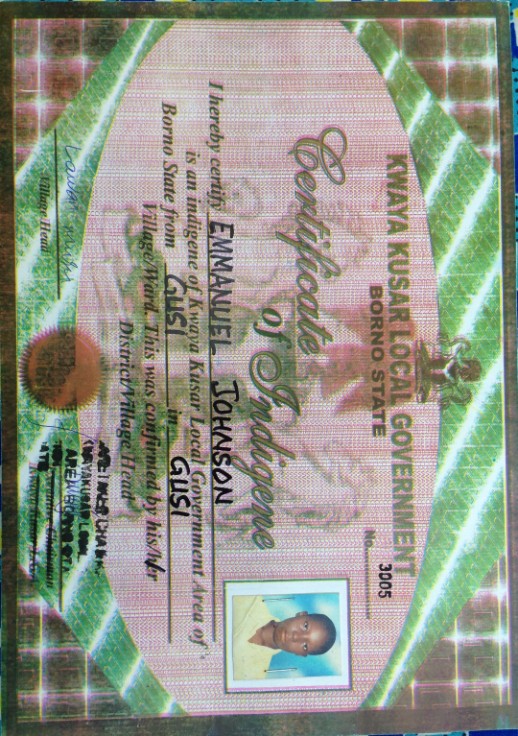 KWAYA KUSAR LOCAL GOVERNMENT
BORNO STATE
No. 3005
Certificate
of Indigene
I hereby certify EMMANUEL JOHNSON
is an indigene of Kwaya Kusar Local Government Area of
Borno State from GUSI in GUSI
Village/Ward. This was confirmed by his/her
District/Village Head
Village Head